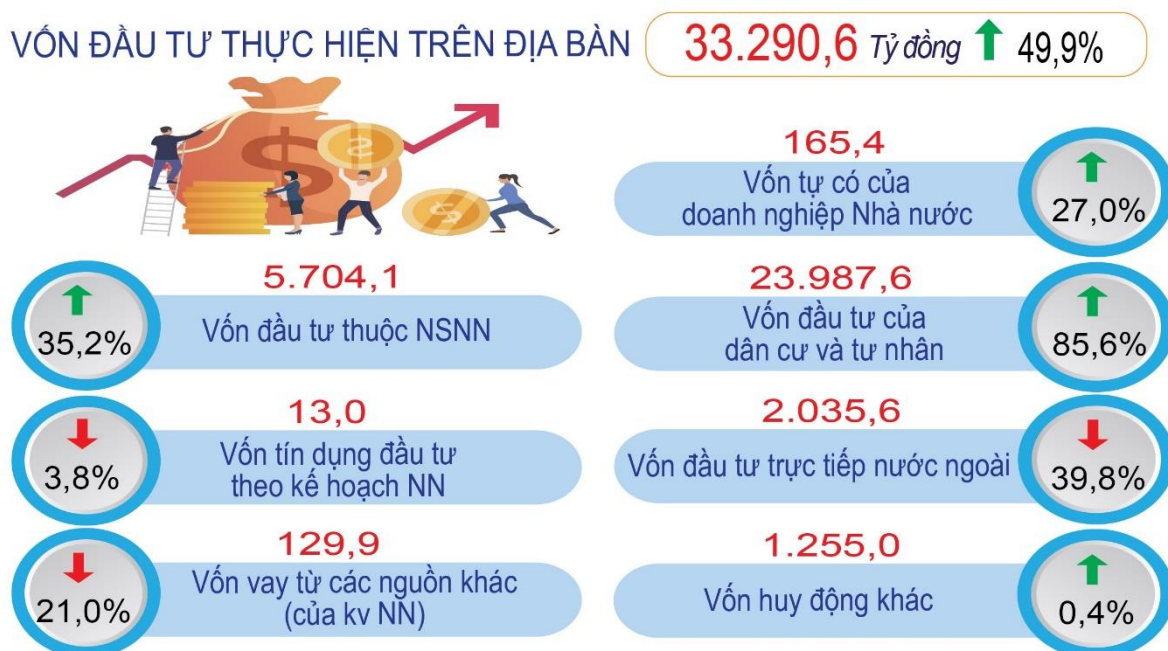 VỐN ĐẦU TƯ THỰC HIỆN TRÊN ĐỊA BÀN 33.290,6 Tỷ đồng 49,9%
165,4
Vốn tự có của
doanh nghiệp Nhà nước
27,0%
5.704,1
Vốn đầu tư thuộc NSNN
35,2%
23.987,6
Vốn đầu tư của
dân cư và tư nhân
85,6%
13,0
Vốn tín dụng đầu tư
theo kế hoạch NN
3,8%
2.035,6
Vốn đầu tư trực tiếp nước ngoài
39,8%
129,9
Vốn vay từ các nguồn khác
(của kv NN)
21,0%
1.255,0
Vốn huy động khác
0,4%